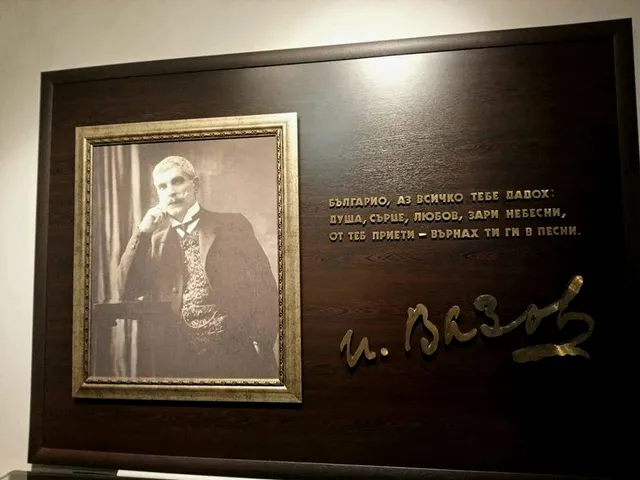 БЪЛГАРИО, АЗ ВСИЧКО ТЕБЕ ДАДОХ:
ДУША, СЪРЦЕ, ЛЮБОВ, ЗАРИ НЕБЕСНИ,
ОТ ТЕБ ПРИЕТИ – ВЪРНАХ ТИ ГИ В ПЕСНИ.
И. Вазов